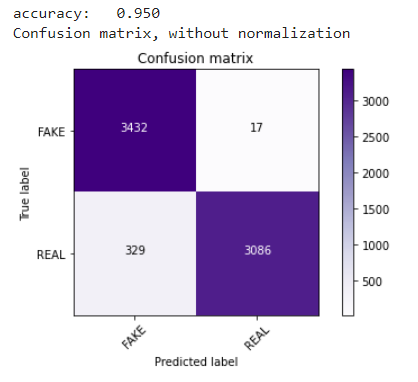 accuracy:   0.950
Confusion matrix, without normalization
Confusion matrix
FAKE
3432
17
REAL
329
3086
True label
FAKE
REAL
Predicted label
3000
2500
2000
1500
1000
500